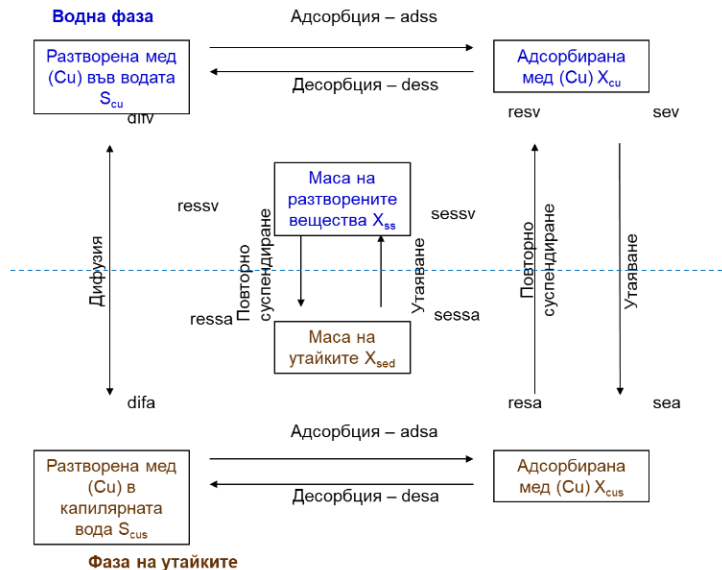 Водна фаза
Адсорбция – adss
Разтворена мед
(Cu) във водата
Scu
Десорбция – dess
Адсорбирана
мед (Cu) Xcu
difv
resv
sev
Маса на
разтворените
вещества Xss
ressv
sessv
Дифузия
Повторно
суспендиране
Утаяване
Повторно
суспендиране
Утаяване
ressa
sessa
Маса на
утайките Xsed
difa
resa
sea
Адсорбция – adsa
Разтворена мед
(Cu) в
капилярната
вода Scus
Десорбция – desa
Адсорбирана
мед (Cu) Xcus
Фаза на утайките